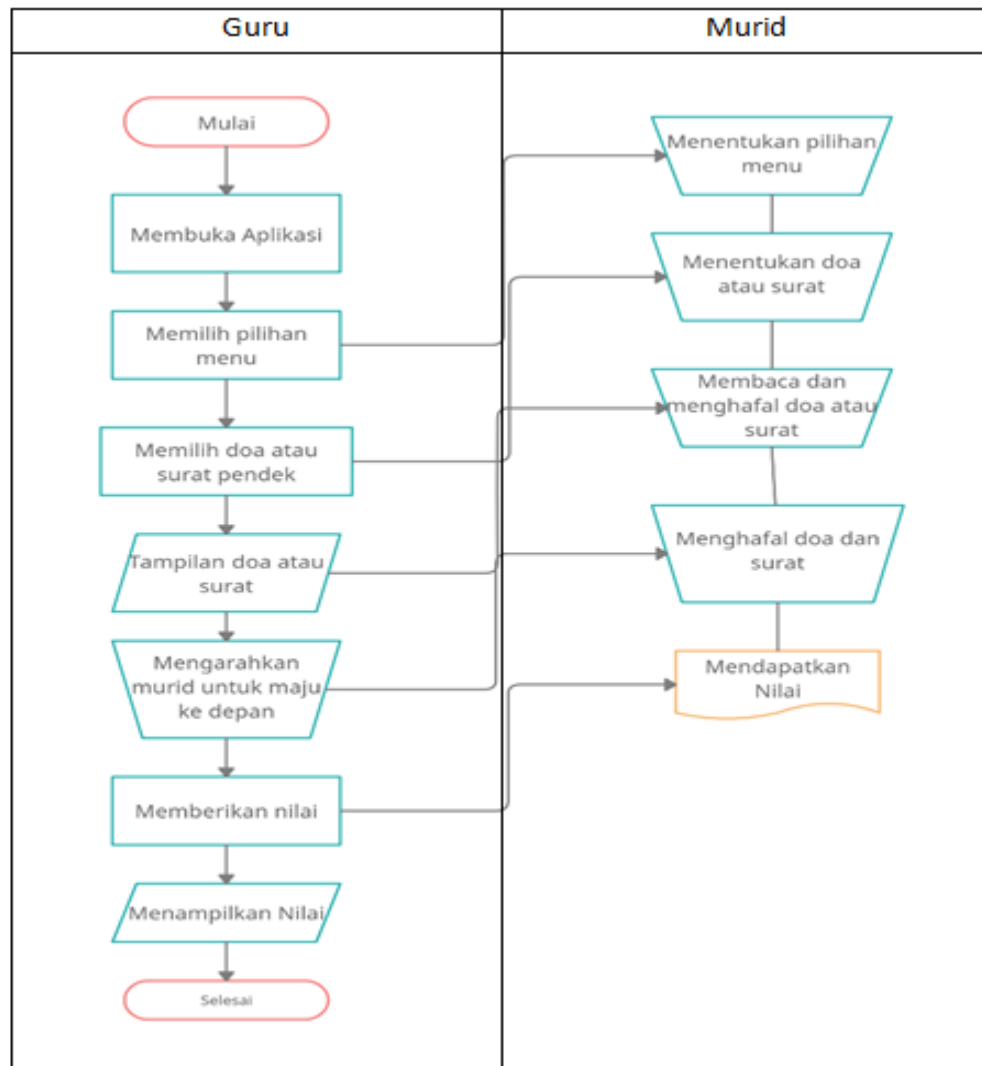 Guru
Murid
Mulai
Membuka Aplikasi
Memilih pilihan
menu
Memilih doa atau
surat pendek
Tampilan doa atau
surat
Mengarahkan
murid untuk maju
ke depan
Memberikan nilai
Menampilkan Nilai
Selesai
Menentukan pilihan
menu
Menentukan doa
atau surat
Membaca dan
menghafal doa atau
surat
Menghafal doa dan
surat
Mendapatkan
Nilai